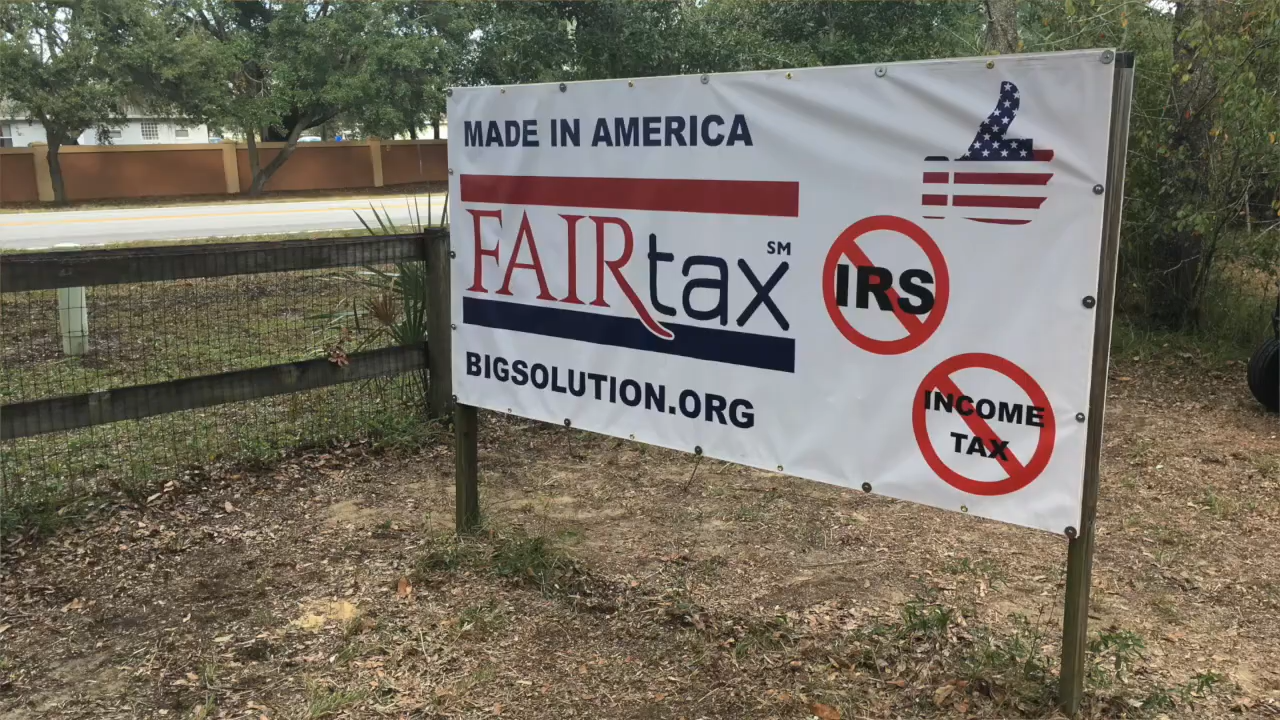 MADE IN AMERICA
FAIRtax SM
BIGSOLUTION.ORG
IRS
INCOME
TAX